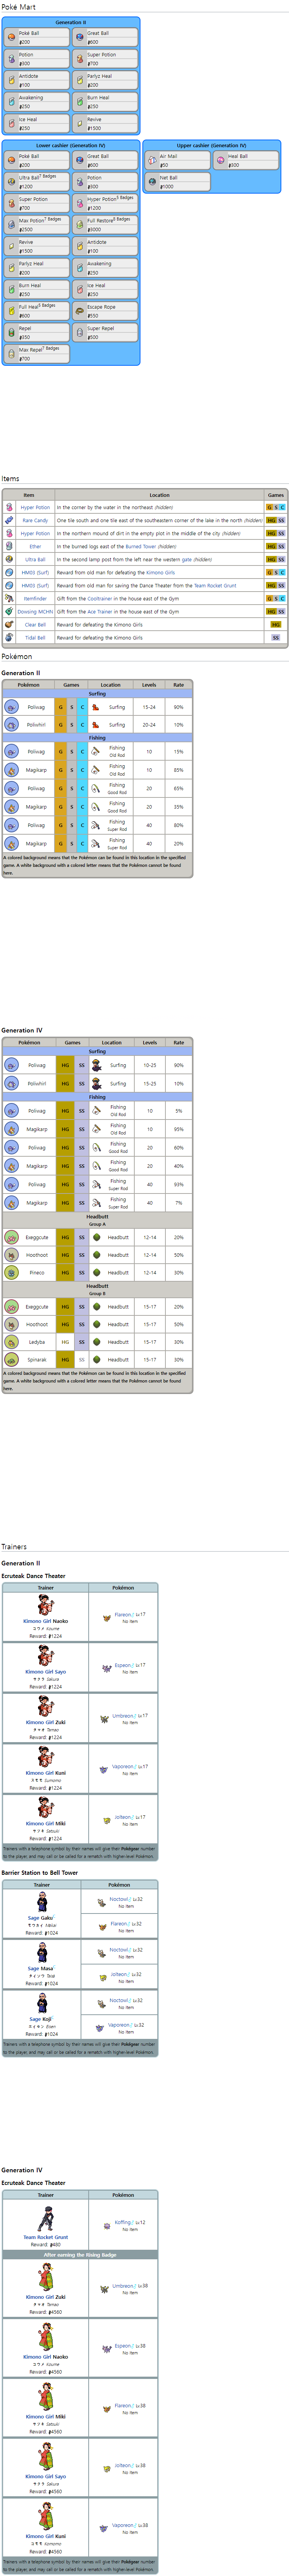 Poké Mart
Generation II
Poké Ball
₽200
Great Ball
₽600
Potion
₽300
Super Potion
₽700
Antidote
₽100
Parlyz Heal
₽200
Awakening
₽250
Burn Heal
₽250
Ice Heal
₽250
Revive
₽1500
Lower cashier (Generation IV)
Poké Ball
₽200
Great Ball
₽600
Ultra Ball 7 Badges
₽1200
Potion
₽300
Super Potion
₽700
Hyper Potion 5 Badges
₽1200
Max Potion 7 Badges
₽2500
Full Restore 8 Badges
₽3000
Revive
₽1500
Antidote
₽100
Parlyz Heal
₽200
Awakening
₽250
Burn Heal
₽250
Ice Heal
₽250
Full Heal 5 Badges
₽600
Escape Rope
₽550
Repel
₽350
Super Repel
₽500
Max Repel 7 Badges
₽700
Upper cashier (Generation IV)
Air Mail
₽50
Heal Ball
₽300
Net Ball
₽1000
Items
Item Location Games
Hyper Potion In the corner by the water in the northeast (hidden) G S C
Rare Candy One tile south and one tile east of the southeastern corner of the lake in the north (hidden) HG SS
Hyper Potion In the northern mound of dirt in the empty plot in the middle of the city (hidden) HG SS
Ether In the burned logs east of the Burned Tower (hidden) HG SS
Ultra Ball In the second lamp post from the left near the western gate (hidden) HG SS
HM03 (Surf) Reward from old man for defeating the Kimono Girls G S C
HM03 (Surf) Reward from old man for saving the Dance Theater from the Team Rocket Grunt HG SS
Itemfinder Gift from the Cooltrainer in the house east of the Gym G S C
Dowsing MCHN Gift from the Ace Trainer in the house east of the Gym HG SS
Clear Bell Reward for defeating the Kimono Girls HG
Tidal Bell Reward for defeating the Kimono Girls SS
Pokémon
Generation II
Pokémon Games Location Levels Rate
Surfing
Poliwag G S C Surfing 15-24 90%
Poliwhirl G S C Surfing 20-24 10%
Fishing
Poliwag G S C Fishing Old Rod 10 15%
Magikarp G S C Fishing Old Rod 10 85%
Poliwag G S C Fishing Good Rod 20 65%
Magikarp G S C Fishing Good Rod 20 35%
Poliwag G S C Fishing Super Rod 40 80%
Magikarp G S C Fishing Super Rod 40 20%
A colored background means that the Pokémon can be found in this location in the specified
game. A white background with a colored letter means that the Pokémon cannot be found
here.
Generation IV
Pokémon Games Location Levels Rate
Surfing
Poliwag HG SS Surfing 10-25 90%
Poliwhirl HG SS Surfing 15-25 10%
Fishing
Poliwag HG SS Fishing Old Rod 10 5%
Magikarp HG SS Fishing Old Rod 10 95%
Poliwag HG SS Fishing Good Rod 20 60%
Magikarp HG SS Fishing Good Rod 20 40%
Poliwag HG SS Fishing Super Rod 40 93%
Magikarp HG SS Fishing Super Rod 40 7%
Headbutt
Group A
Exeggcute HG SS Headbutt 12-14 20%
Hoothoot HG SS Headbutt 12-14 50%
Pineco HG SS Headbutt 12-14 30%
Headbutt
Group B
Exeggcute HG SS Headbutt 15-17 20%
Hoothoot HG SS Headbutt 15-17 50%
Ledyba HG SS Headbutt 15-17 30%
Spinarak HG SS Headbutt 15-17 30%
A colored background means that the Pokémon can be found in this location in the specified
game. A white background with a colored letter means that the Pokémon cannot be found
here.
Trainers
Generation II
Ecruteak Dance Theater
Trainer Pokémon
Kimono Girl Naoko
コウメ Koume
Reward: ₽1224
Flareon♂ Lv.17
No item
Kimono Girl Sayo
サクラ Sakura
Reward: ₽1224
Espeon♂ Lv.17
No item
Kimono Girl Zuki
タマオ Tamao
Reward: ₽1224
Umbreon♂ Lv.17
No item
Kimono Girl Kuni
スモモ Sumomo
Reward: ₽1224
Vaporeon♂ Lv.17
No item
Kimono Girl Miki
サツキ Satsuki
Reward: ₽1224
Jolteon♂ Lv.17
No item
Trainers with a telephone symbol by their names will give their Pokégear number
to the player, and may call or be called for a rematch with higher-level Pokémon.
Barrier Station to Bell Tower
Trainer Pokémon
Sage Gaku
Reward: ₽1024
Noctowl♂ Lv.32
No item
Flareon♂ Lv.32
No item
Sage Masa
Reward: ₽1024
Noctowl♂ Lv.32
No item
Jolteon♂ Lv.32
No item
Sage Koji
Reward: ₽1024
Noctowl♂ Lv.32
No item
Vaporeon♂ Lv.32
No item
Trainers with a telephone symbol by their names will give their Pokégear number
to the player, and may call or be called for a rematch with higher-level Pokémon.
Generation IV
Ecruteak Dance Theater
Trainer Pokémon
Team Rocket Grunt
Reward: ₽480
Koffing♂ Lv.12
No item
After earning the Rising Badge
Kimono Girl Zuki
タマオ Tamao
Reward: ₽4560
Umbreon♂ Lv.38
No item
Kimono Girl Naoko
コウメ Koume
Reward: ₽4560
Espeon♂ Lv.38
No item
Kimono Girl Miki
サツキ Satsuki
Reward: ₽4560
Flareon♂ Lv.38
No item
Kimono Girl Sayo
サクラ Sakura
Reward: ₽4560
Jolteon♂ Lv.38
No item
Kimono Girl Kuni
Reward: ₽4560
Vaporeon♂ Lv.38
No item
Trainers with a telephone symbol by their names will give their Pokégear number
to the player, and may call or be called for a rematch with higher-level Pokémon.